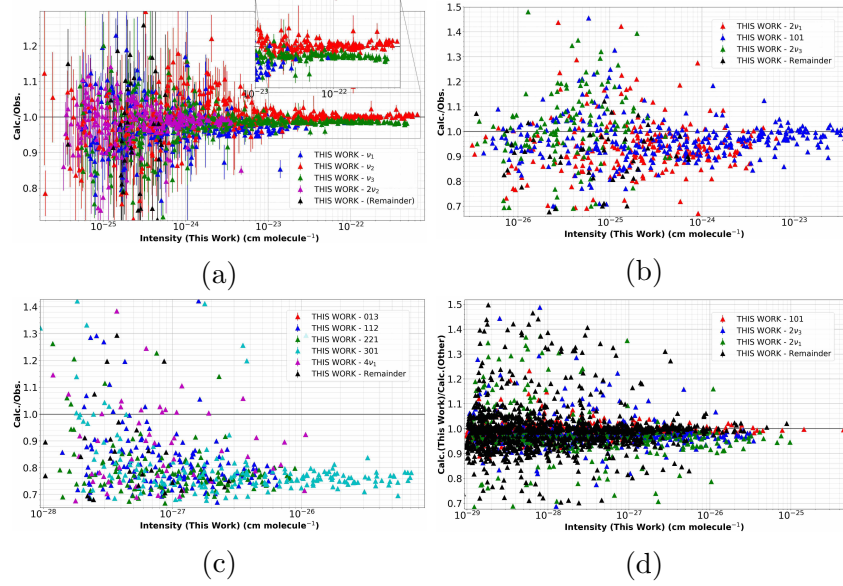 1.2
1.1
1.0
0.9
0.8
Calc./Obs.
10⁻²³
10⁻²²
THIS WORK - ν₁
THIS WORK - ν₂
THIS WORK - ν₃
THIS WORK - 2ν₂
THIS WORK - (Remainder)
10⁻²⁵
10⁻²⁴
10⁻²³
10⁻²²
Intensity (This Work) (cm molecule⁻¹)
(a)
1.5
1.4
1.3
1.2
1.1
1.0
0.9
0.8
0.7
Calc./Obs.
THIS WORK - 2ν₁
THIS WORK - 101
THIS WORK - 2ν₃
THIS WORK - Remainder
10⁻²⁶
10⁻²⁵
10⁻²⁴
10⁻²³
Intensity (This Work) (cm molecule⁻¹)
(b)
1.4
1.3
1.2
1.1
1.0
0.9
0.8
0.7
Calc./Obs.
THIS WORK - 013
THIS WORK - 112
THIS WORK - 221
THIS WORK - 301
THIS WORK - 4ν₁
THIS WORK - Remainder
10⁻²⁸
10⁻²⁷
10⁻²⁶
Intensity (This Work) (cm molecule⁻¹)
(c)
1.5
1.4
1.3
1.2
1.1
1.0
0.9
0.8
0.7
Calc.(This Work)/Calc.(Other)
THIS WORK - 101
THIS WORK - 2ν₃
THIS WORK - 2ν₁
THIS WORK - Remainder
10⁻²⁹
10⁻²⁸
10⁻²⁷
10⁻²⁶
10⁻²⁵
Intensity (This Work) (cm molecule⁻¹)
(d)